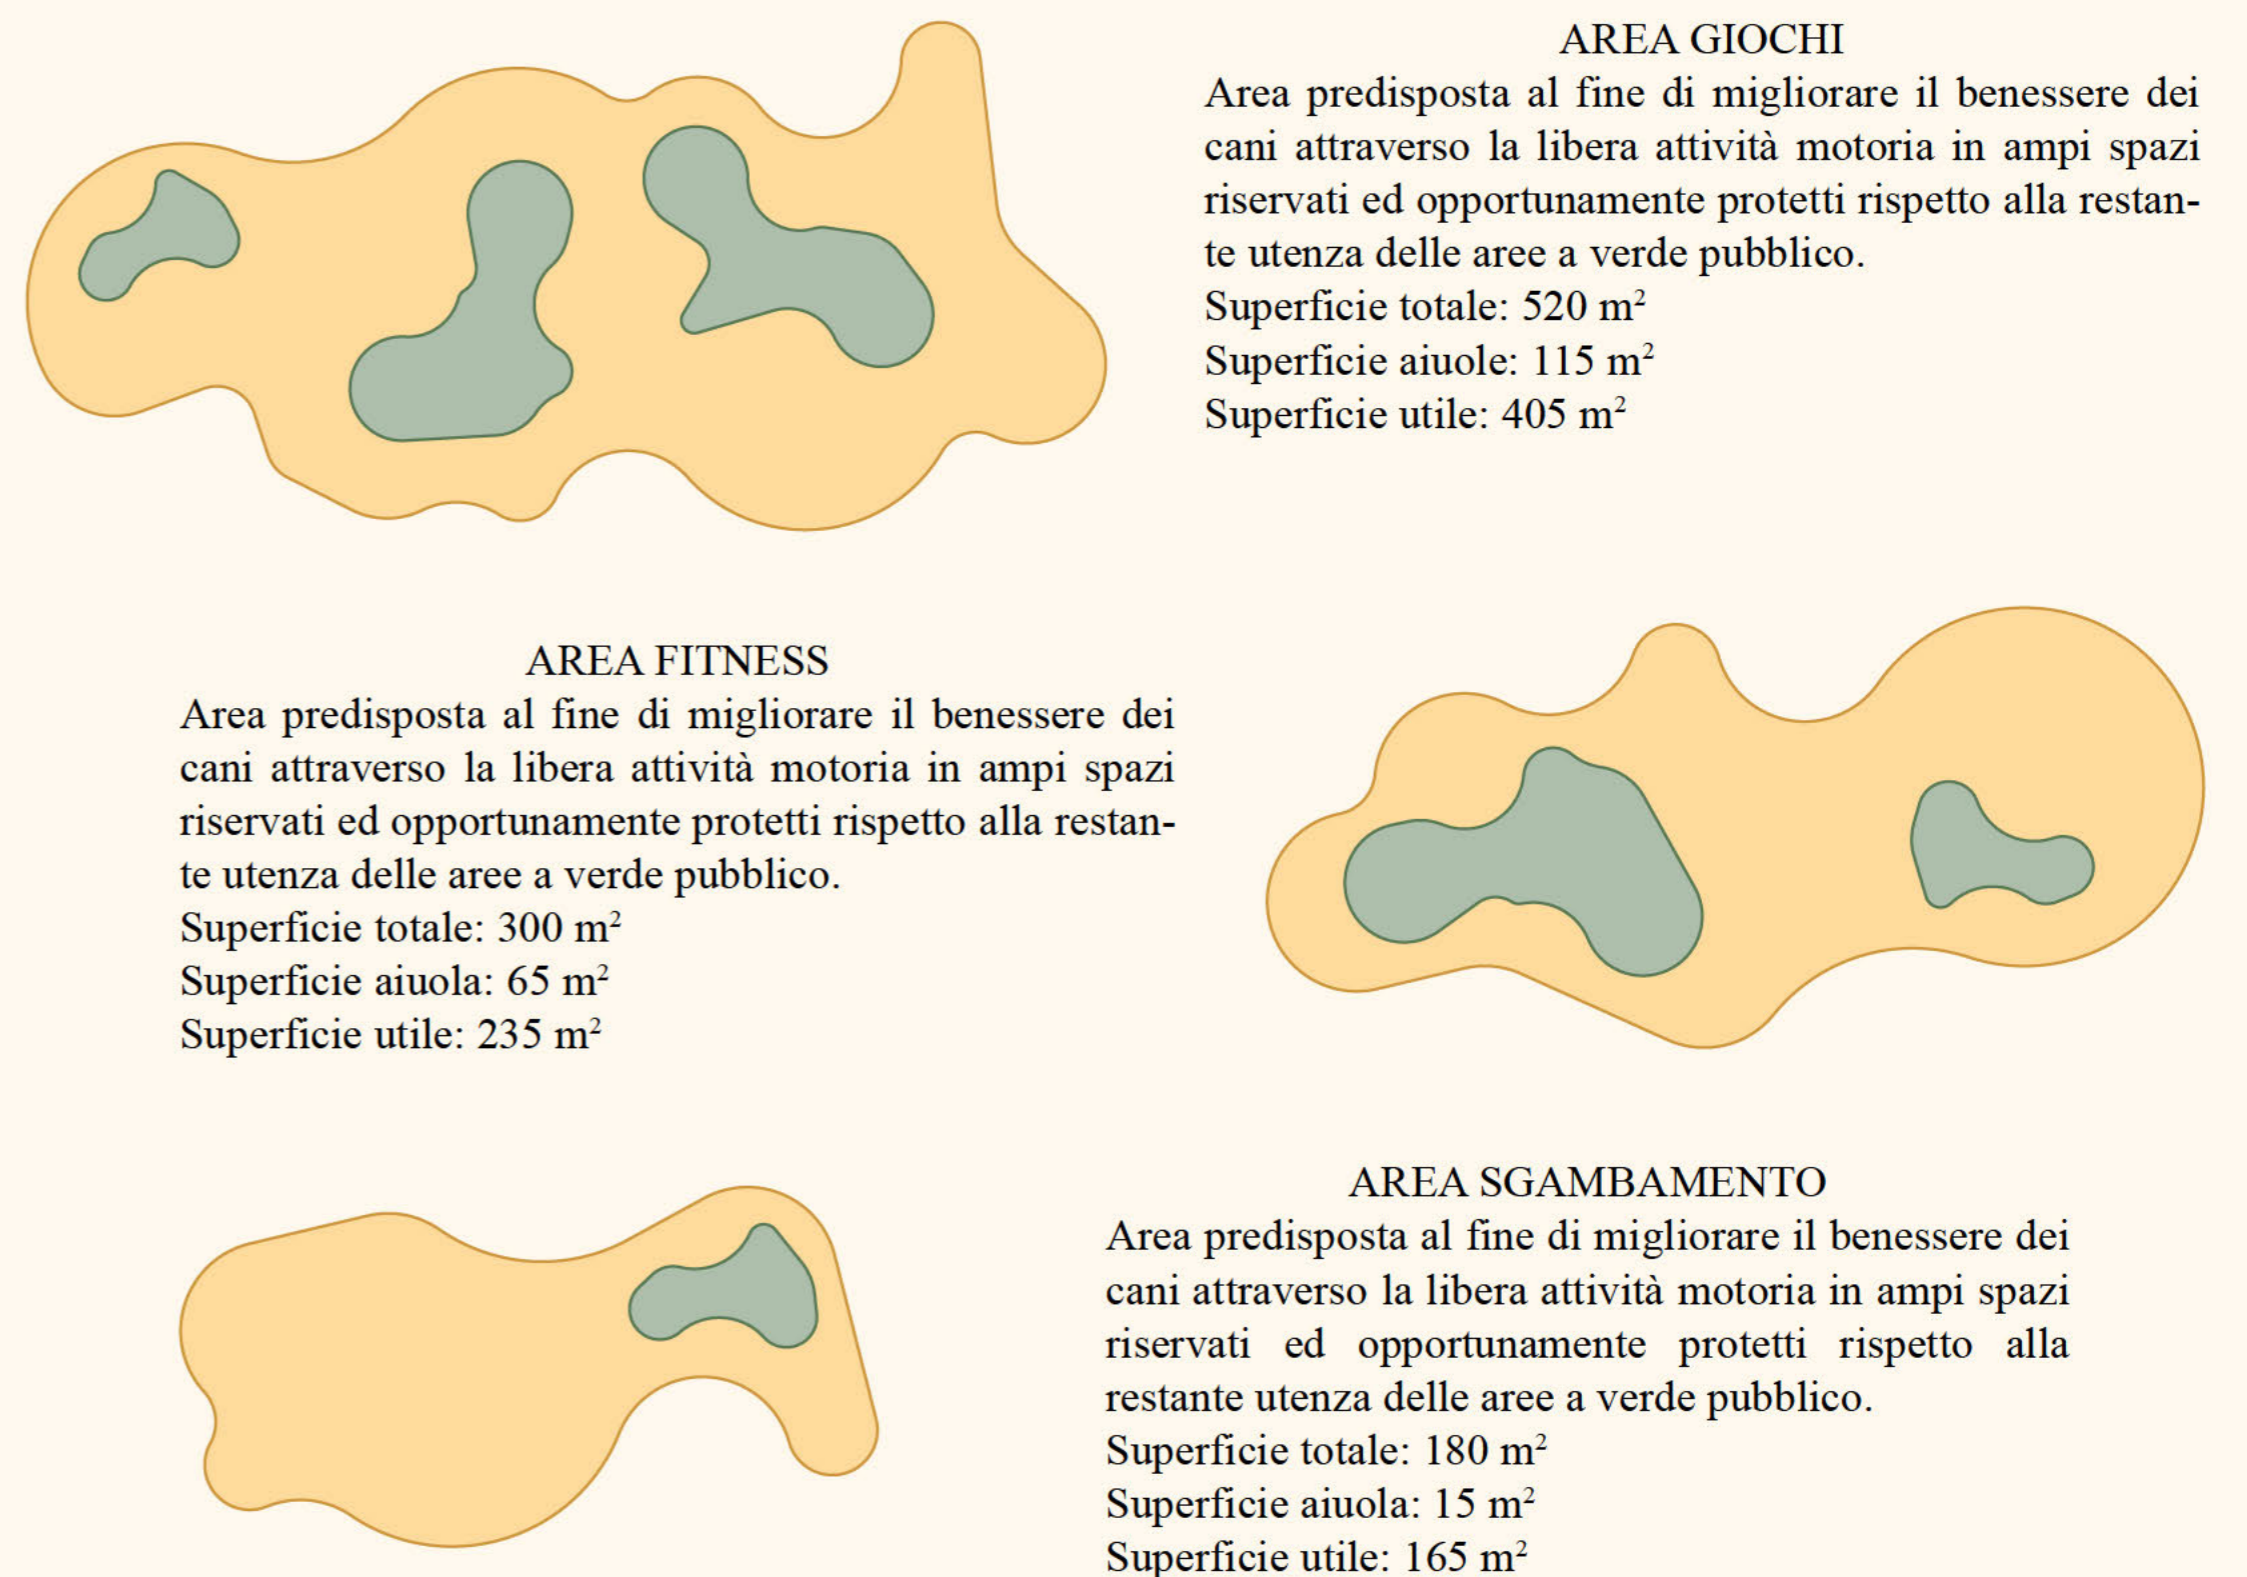 AREA GIOCHI
Area predisposta al fine di migliorare il benessere dei
cani attraverso la libera attività motoria in ampi spazi
riservati ed opportunamente protetti rispetto alla restan-
te utenza delle aree a verde pubblico.
Superficie totale: 520 m²
Superficie aiuole: 115 m²
Superficie utile: 405 m²
AREA FITNESS
Area predisposta al fine di migliorare il benessere dei
cani attraverso la libera attività motoria in ampi spazi
riservati ed opportunamente protetti rispetto alla restan-
te utenza delle aree a verde pubblico.
Superficie totale: 300 m²
Superficie aiuola: 65 m²
Superficie utile: 235 m²
AREA SGAMBAMENTO
Area predisposta al fine di migliorare il benessere dei
cani attraverso la libera attività motoria in ampi spazi
riservati ed opportunamente protetti rispetto alla
restante utenza delle aree a verde pubblico.
Superficie totale: 180 m²
Superficie aiuola: 15 m²
Superficie utile: 165 m²